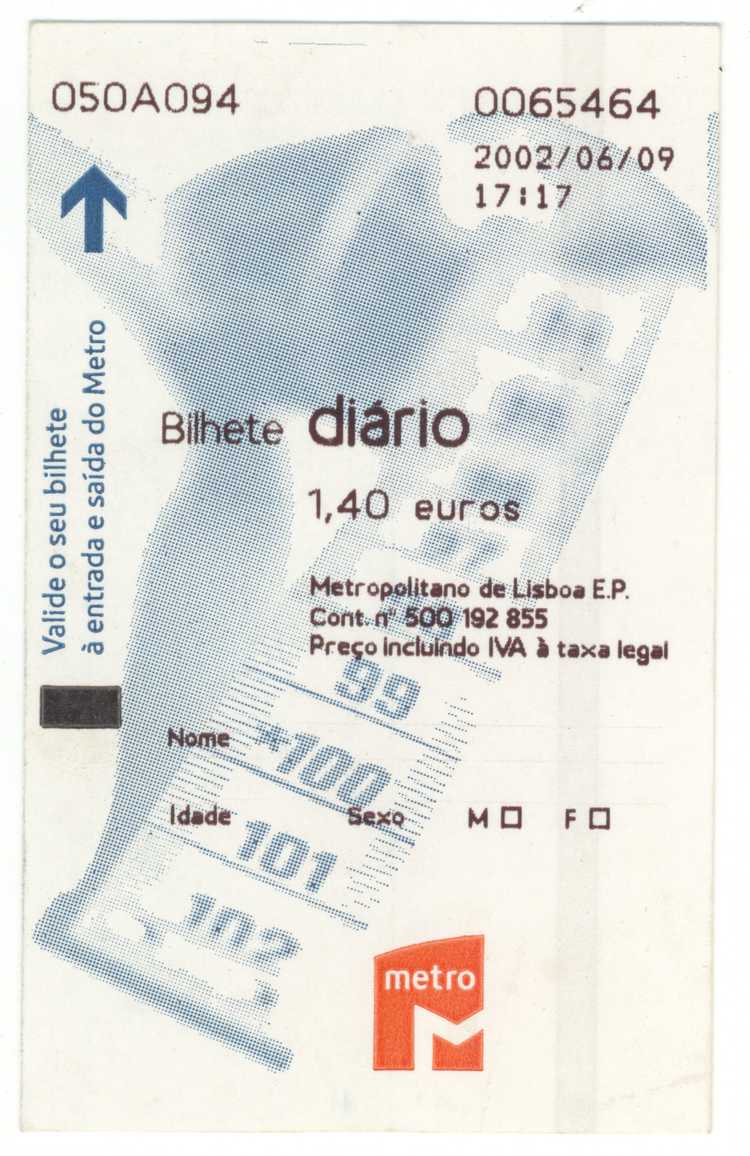 050A094
0065464
2002/06/09
17:17
Valide o seu bilhete
à entrada e saída do Metro
Bilhete diário
1,40 euros
Metropolitano de Lisboa E.P.
Cont. nº 500 192 855
Preço incluindo IVA à taxa legal
97
98
99
*100
101
102
Nome
Idade Sexo M F
metro